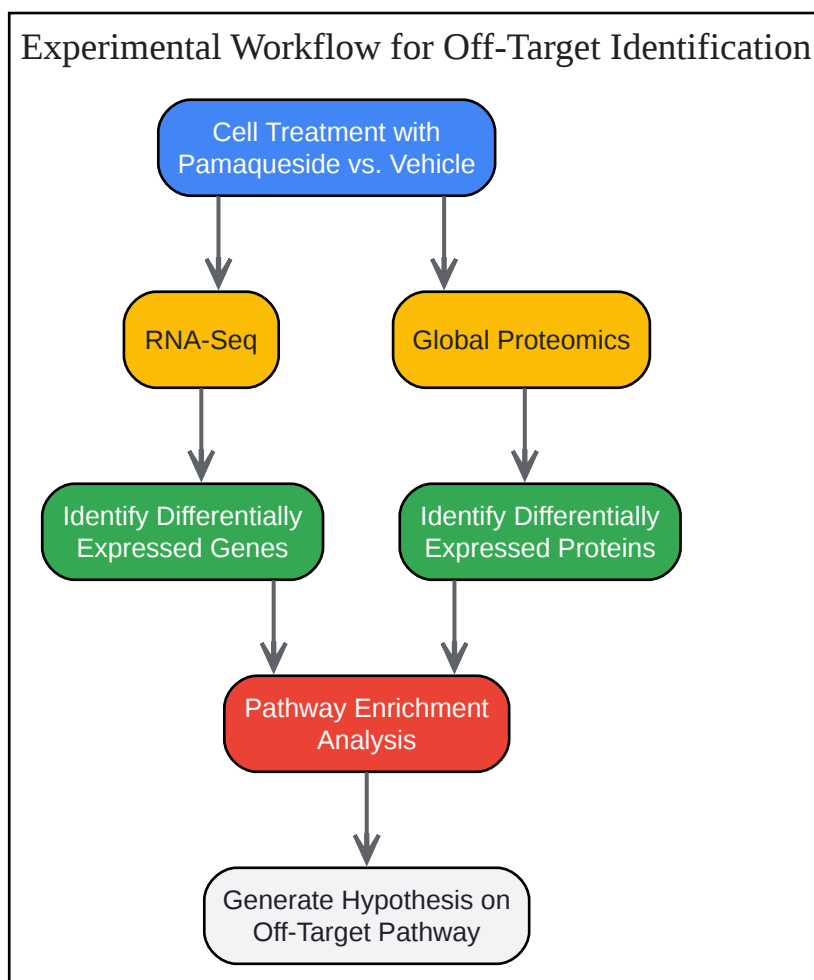 Experimental Workflow for Off-Target Identification
Cell Treatment with
Pamaqueside vs. Vehicle
RNA-Seq
Global Proteomics
Identify Differentially
Expressed Genes
Identify Differentially
Expressed Proteins
Pathway Enrichment
Analysis
Generate Hypothesis on
Off-Target Pathway